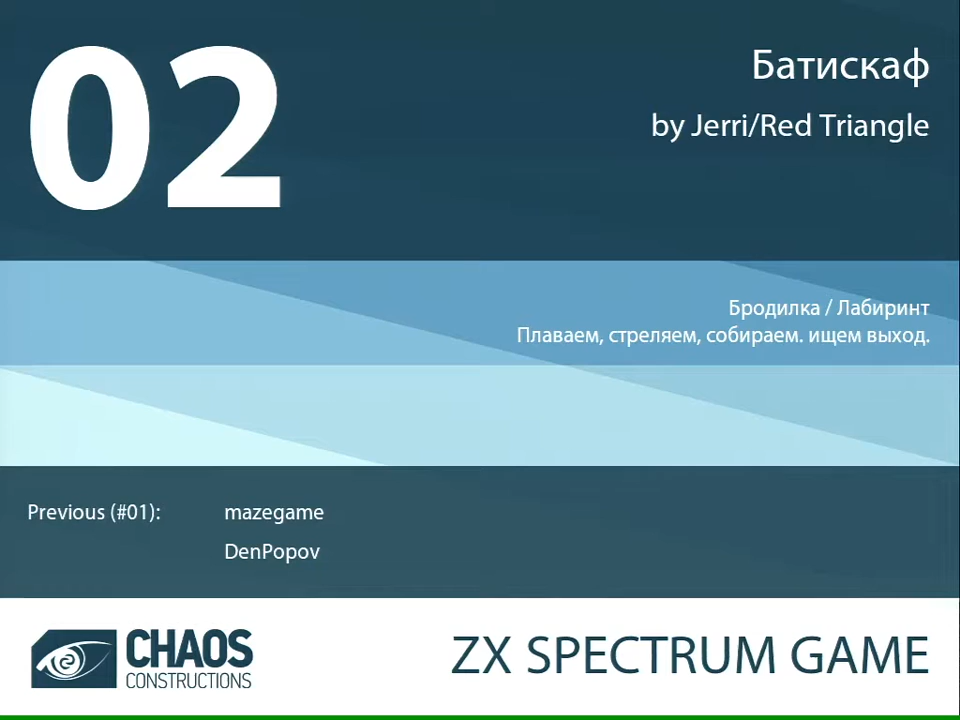 02
Батискаф
by Jerri/Red Triangle
Бродилка / Лабиринт
Плаваем, стреляем, собираем. ищем выход.
Previous (#01): mazegame
DenPopov
CHAOS
CONSTRUCTIONS
ZX SPECTRUM GAME